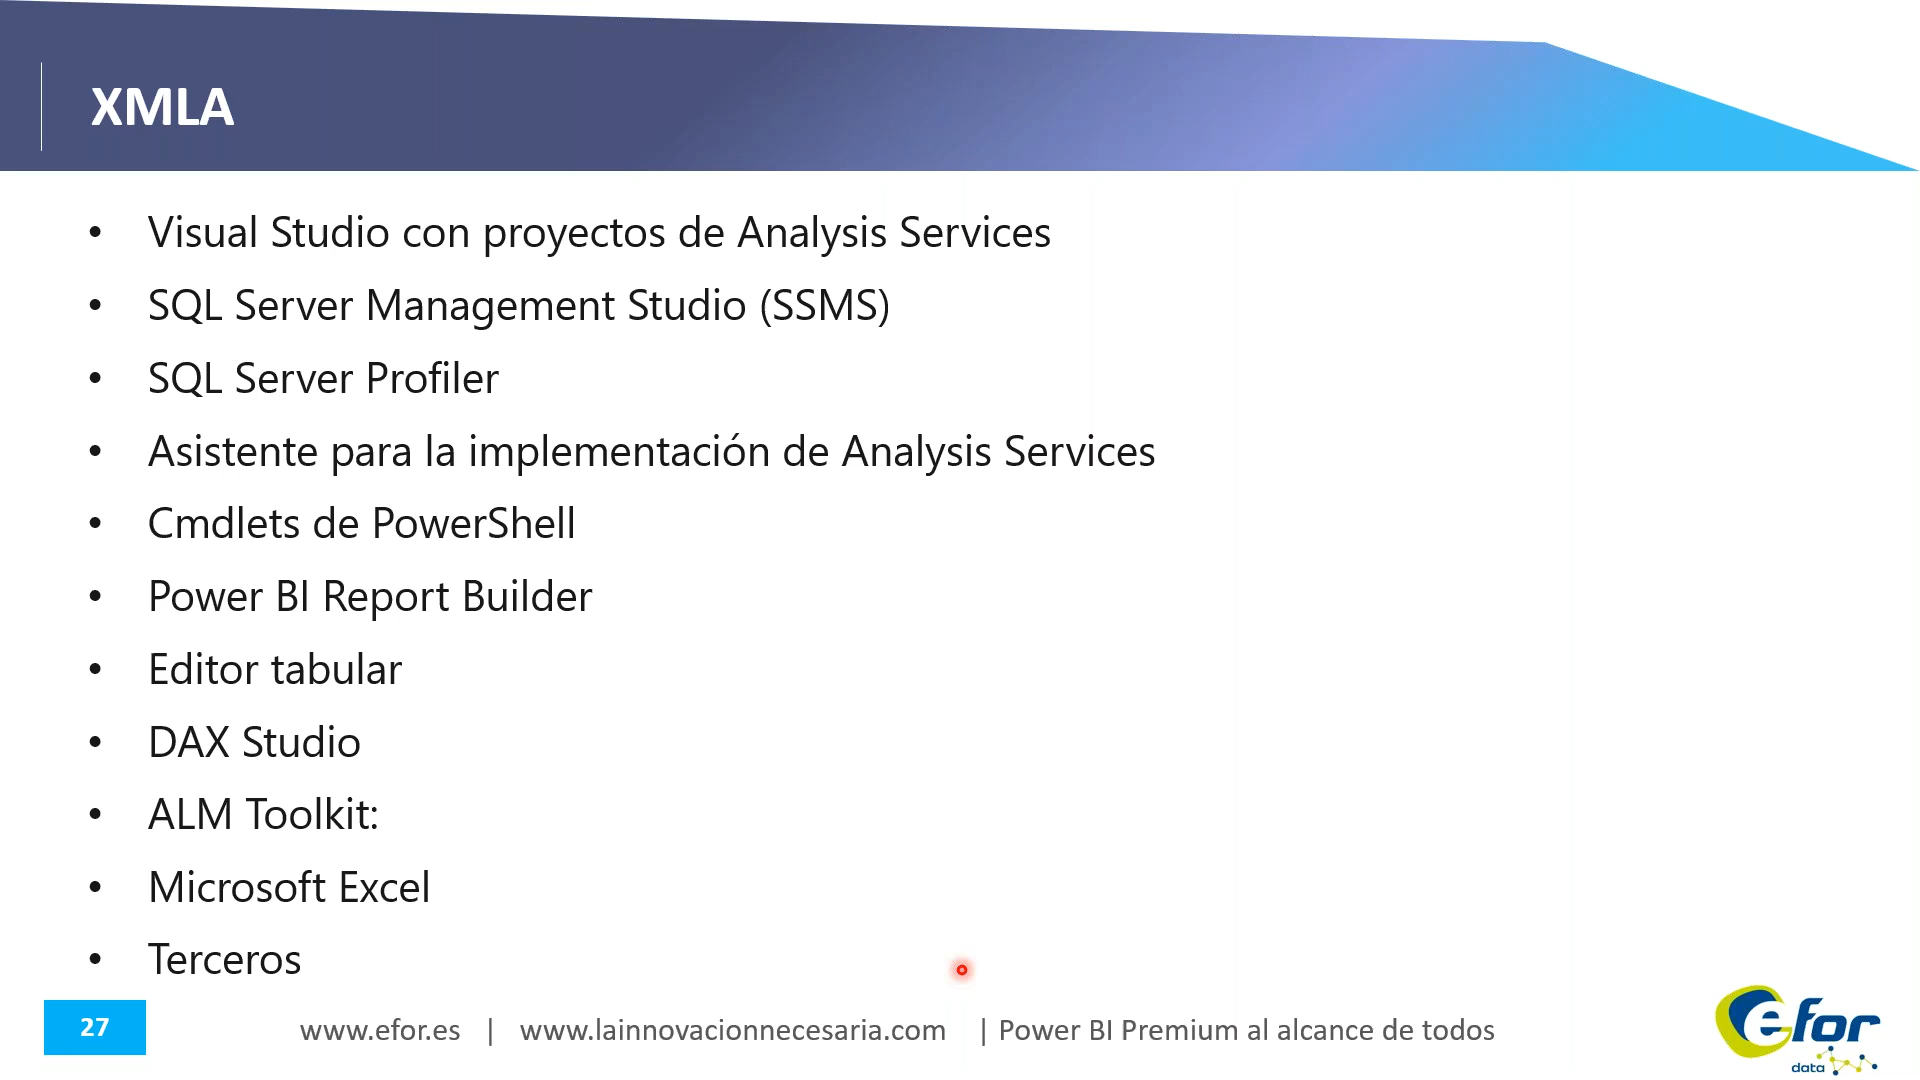 XMLA
• Visual Studio con proyectos de Analysis Services
• SQL Server Management Studio (SSMS)
• SQL Server Profiler
• Asistente para la implementación de Analysis Services
• Cmdlets de PowerShell
• Power BI Report Builder
• Editor tabular
• DAX Studio
• ALM Toolkit:
• Microsoft Excel
• Terceros
27
www.efor.es | www.lainnovacionnecesaria.com | Power BI Premium al alcance de todos
efor
data